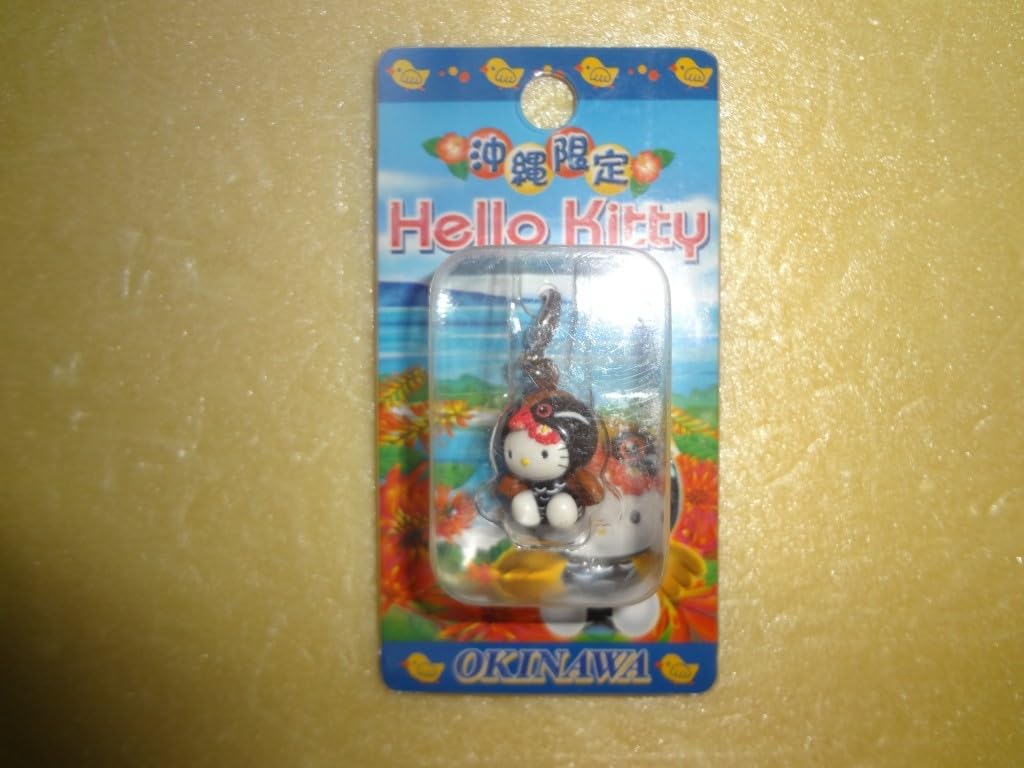 沖縄限定
Hello Kitty
OKINAWA